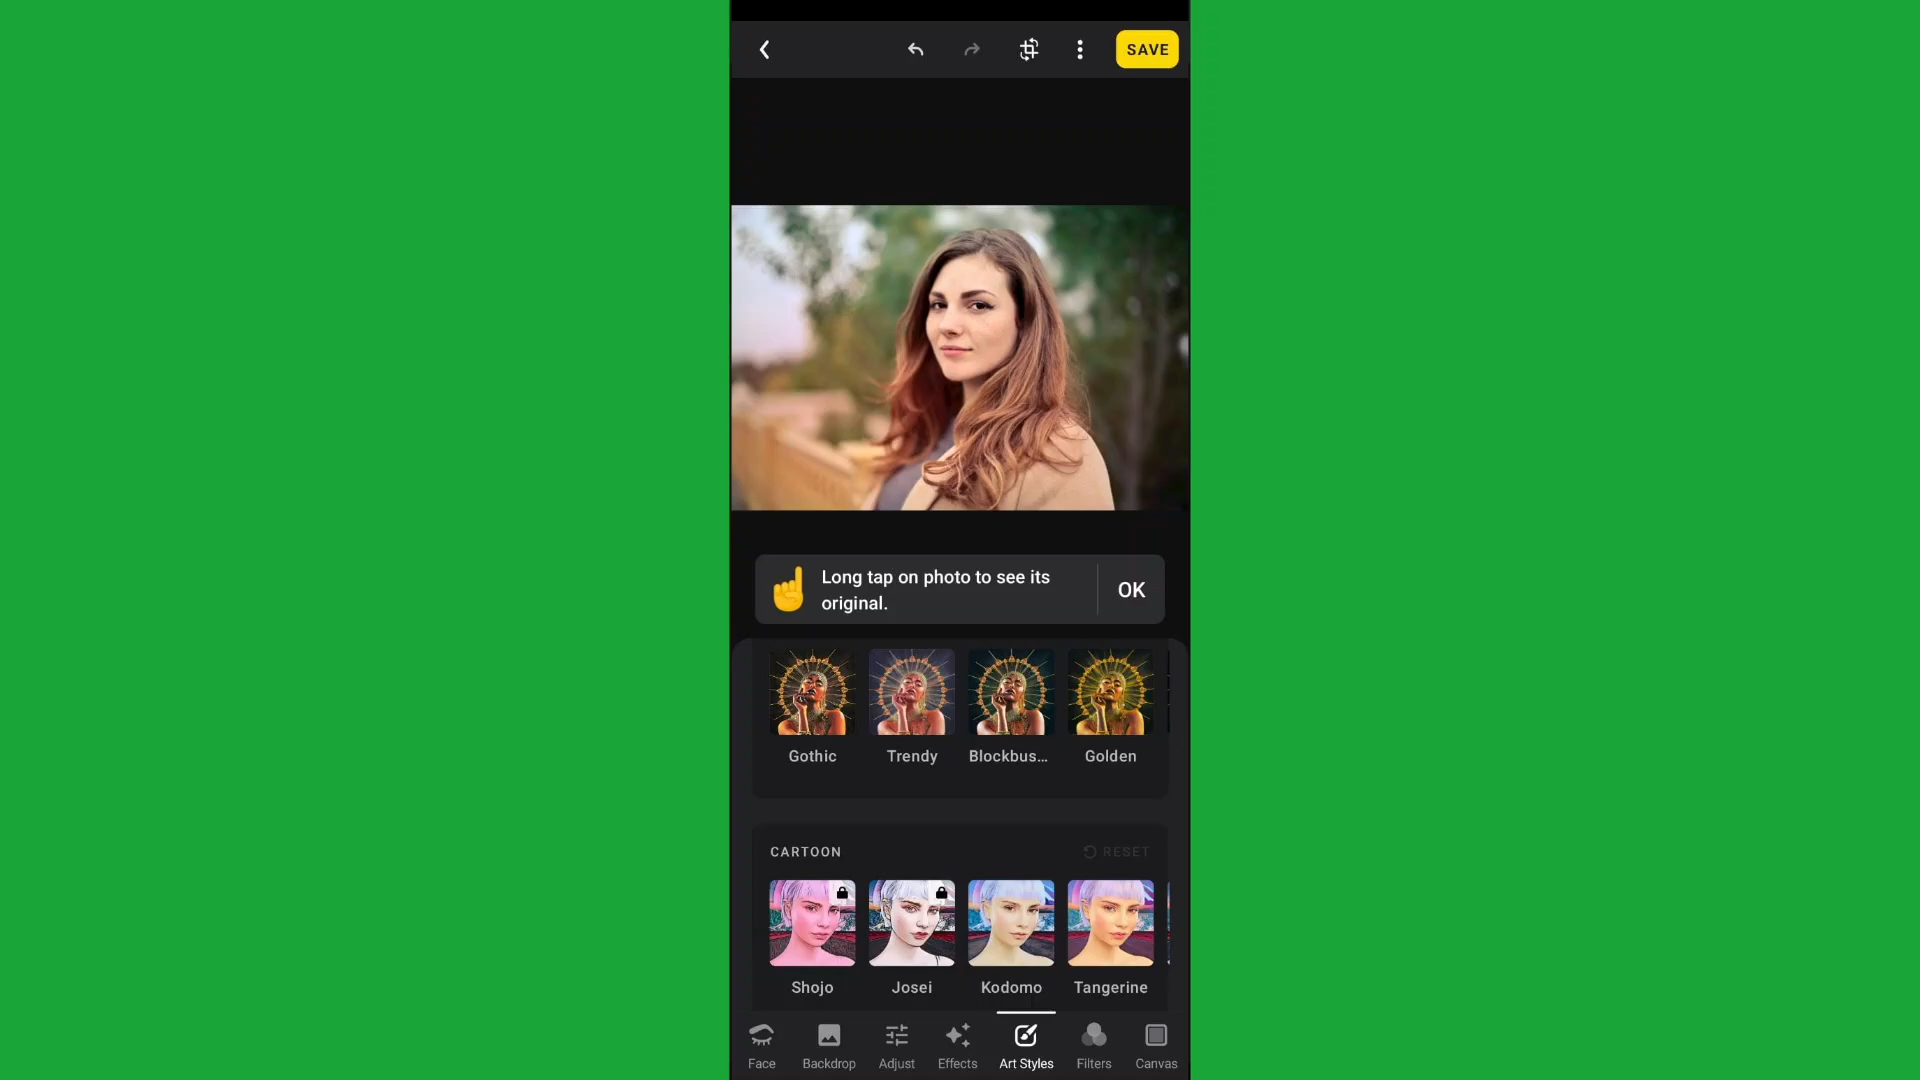 SAVE
Long tap on photo to see its
original.
OK
Gothic
Trendy
Blockbus...
Golden
CARTOON
RESET
Shojo
Josei
Kodomo
Tangerine
Face
Backdrop
Adjust
Effects
Art Styles
Filters
Canvas